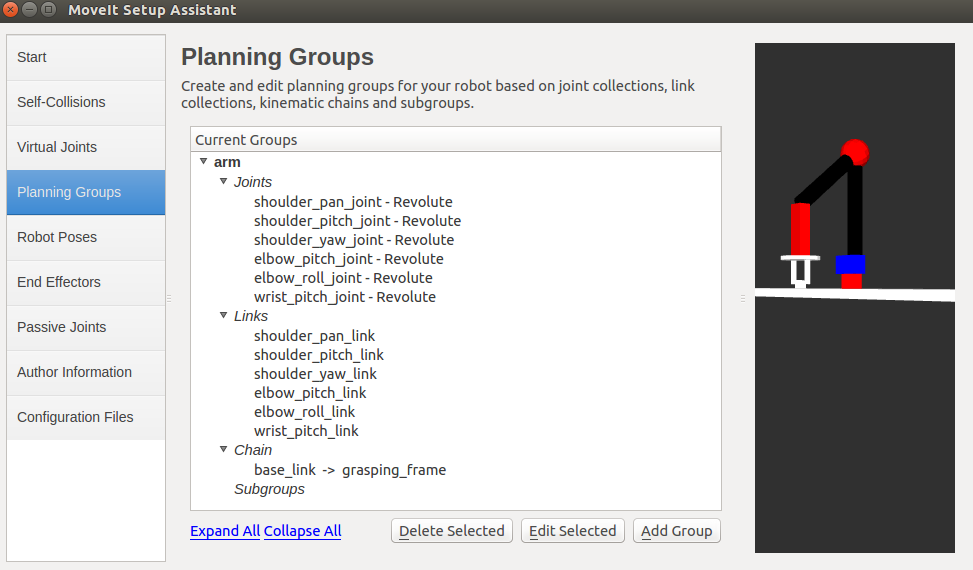 MoveIt Setup Assistant
Start
Self-Collisions
Virtual Joints
Planning Groups
Robot Poses
End Effectors
Passive Joints
Author Information
Configuration Files
Planning Groups
Create and edit planning groups for your robot based on joint collections, link
collections, kinematic chains and subgroups.
Current Groups
arm
Joints
shoulder_pan_joint - Revolute
shoulder_pitch_joint - Revolute
shoulder_yaw_joint - Revolute
elbow_pitch_joint - Revolute
elbow_roll_joint - Revolute
wrist_pitch_joint - Revolute
Links
shoulder_pan_link
shoulder_pitch_link
shoulder_yaw_link
elbow_pitch_link
elbow_roll_link
wrist_pitch_link
Chain
base_link -> grasping_frame
Subgroups
Expand All Collapse All Delete Selected Edit Selected Add Group